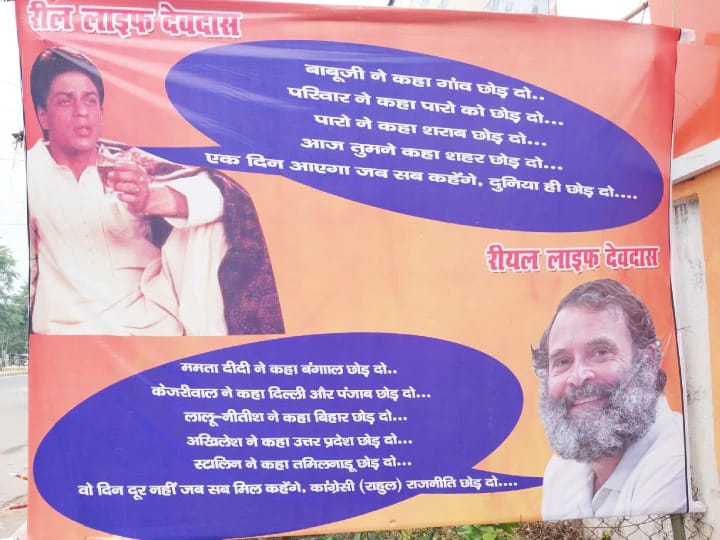 रील लाइफ देवदास
बाबूजी ने कहा गांव छोड़ दो..
परिवार ने कहा पारो को छोड़ दो...
पारो ने कहा शराब छोड़ दो...
आज तुमने कहा शहर छोड़ दो...
एक दिन आएगा जब सब कहेंगे, दुनिया ही छोड़ दो....
रीयल लाइफ देवदास
ममता दीदी ने कहा बंगााल छोड़ दो..
केजरीवाल ने कहा दिल्ली और पंजाब छोड़ दो...
लालू-नीतीश ने कहा बिहार छोड़ दो...
अखिलेश ने कहा उत्तर प्रदेश छोड़ दो...
स्टालिन ने कहा तमिलनाडू छोड़ दो...
वो दिन दूर नहीं जब सब मिल कहेंगे, कांग्रेसी (राहुल) राजनीति छोड़ दो....